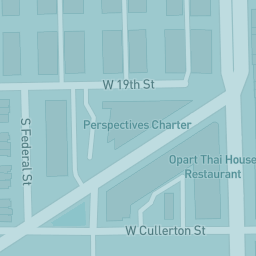 W 19th St
Perspectives Charter
S Federal St
Opart Thai House
Restaurant
W Cullerton St